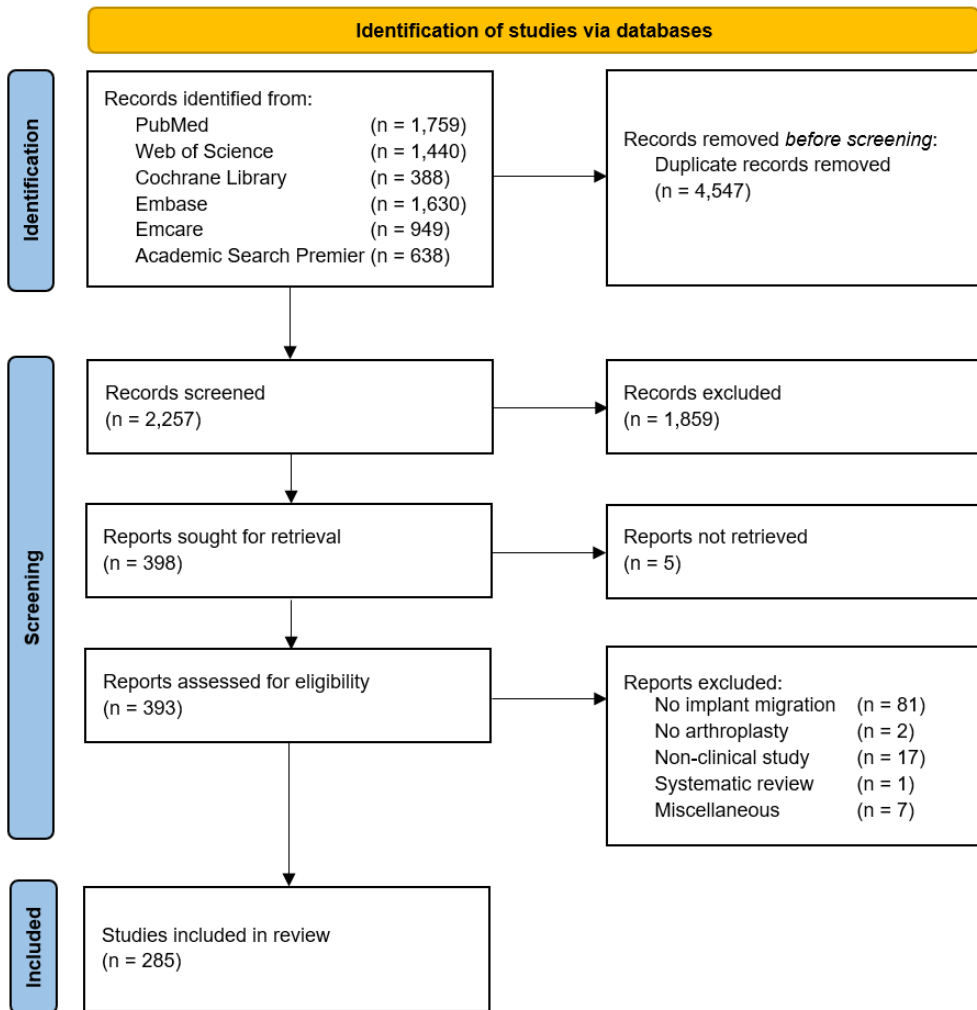 Identification of studies via databases
Identification
Records identified from:
PubMed (n = 1,759)
Web of Science (n = 1,440)
Cochrane Library (n = 388)
Embase (n = 1,630)
Emcare (n = 949)
Academic Search Premier (n = 638)
Records removed before screening:
Duplicate records removed
(n = 4,547)
Screening
Records screened
(n = 2,257)
Records excluded
(n = 1,859)
Reports sought for retrieval
(n = 398)
Reports not retrieved
(n = 5)
Reports assessed for eligibility
(n = 393)
Reports excluded:
No implant migration (n = 81)
No arthroplasty (n = 2)
Non-clinical study (n = 17)
Systematic review (n = 1)
Miscellaneous (n = 7)
Included
Studies included in review
(n = 285)